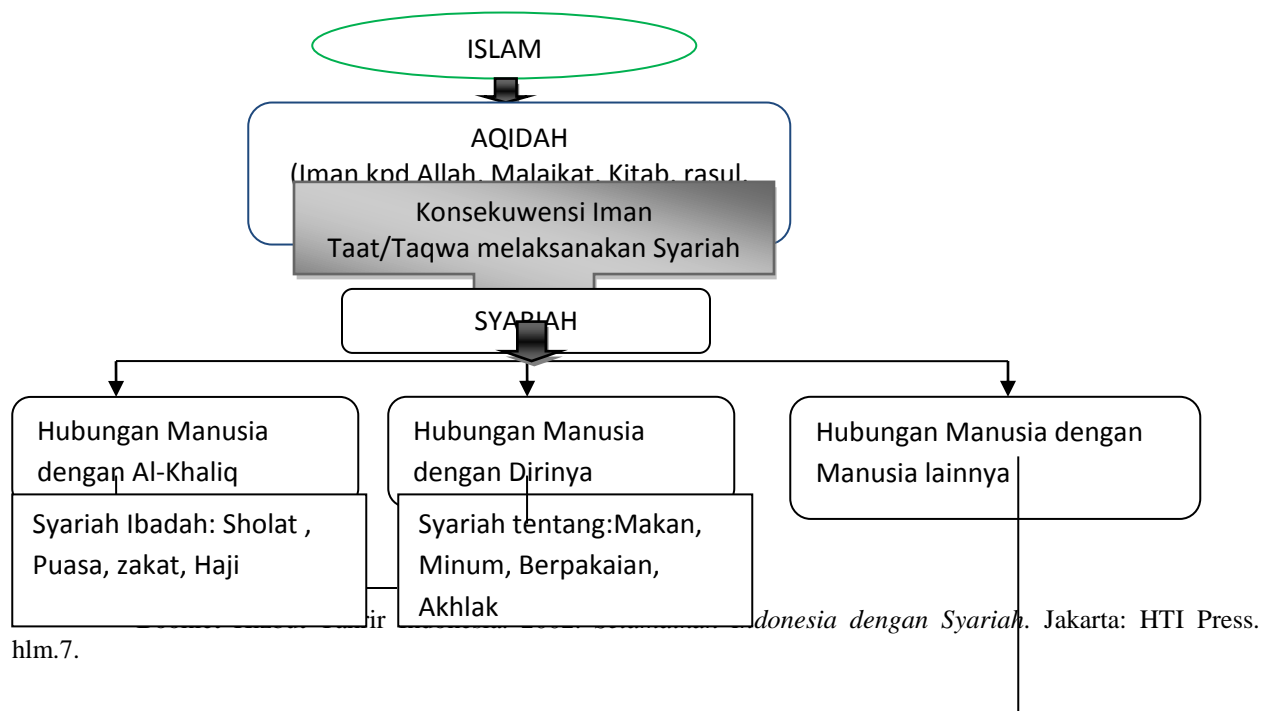 ISLAM
AQIDAH
(Iman kpd Allah, Malaikat, Kitab, rasul,
Konsekuwensi Iman
Taat/Taqwa melaksanakan Syariah
SYARIAH
Hubungan Manusia
dengan Al-Khaliq
Hubungan Manusia
dengan Dirinya
Hubungan Manusia dengan
Manusia lainnya
Syariah Ibadah: Sholat ,
Puasa, zakat, Haji
Syariah tentang:Makan,
Minum, Berpakaian,
Akhlak
dengan Syariah. Jakarta: HTI Press.
hlm.7.